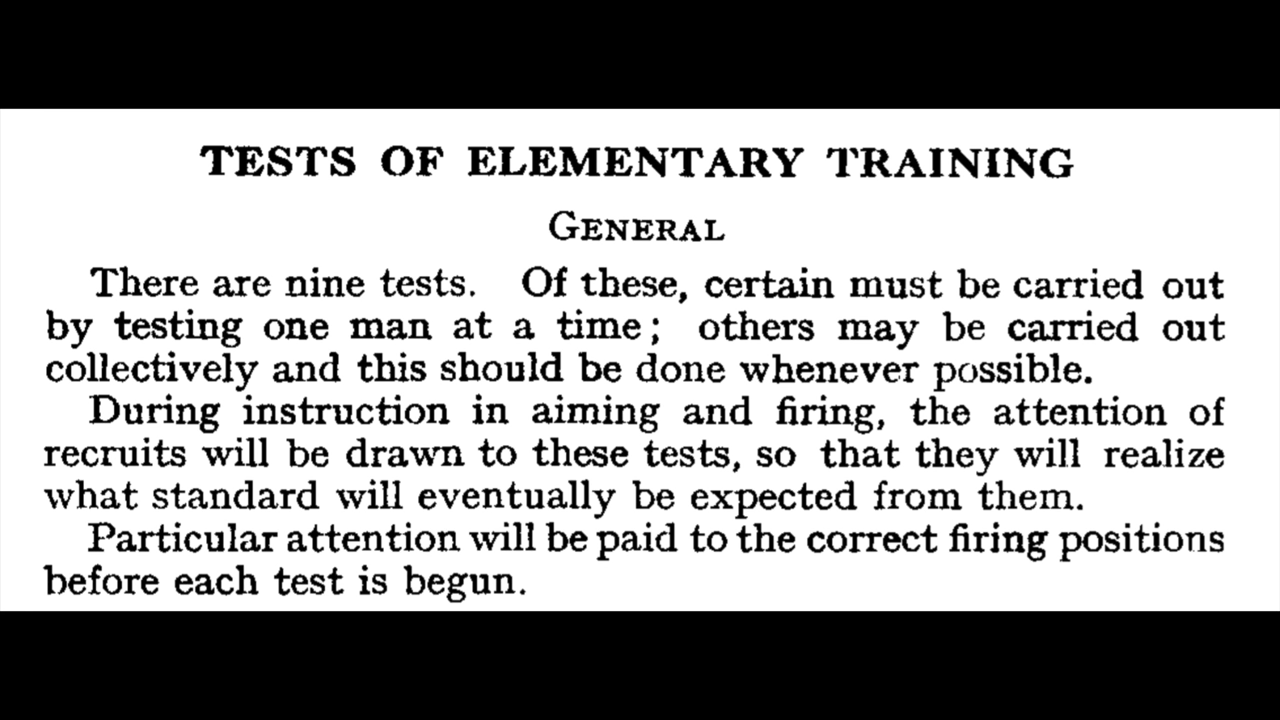 TESTS OF ELEMENTARY TRAINING
GENERAL
There are nine tests. Of these, certain must be carried out
by testing one man at a time; others may be carried out
collectively and this should be done whenever possible.
During instruction in aiming and firing, the attention of
recruits will be drawn to these tests, so that they will realize
what standard will eventually be expected from them.
Particular attention will be paid to the correct firing positions
before each test is begun.